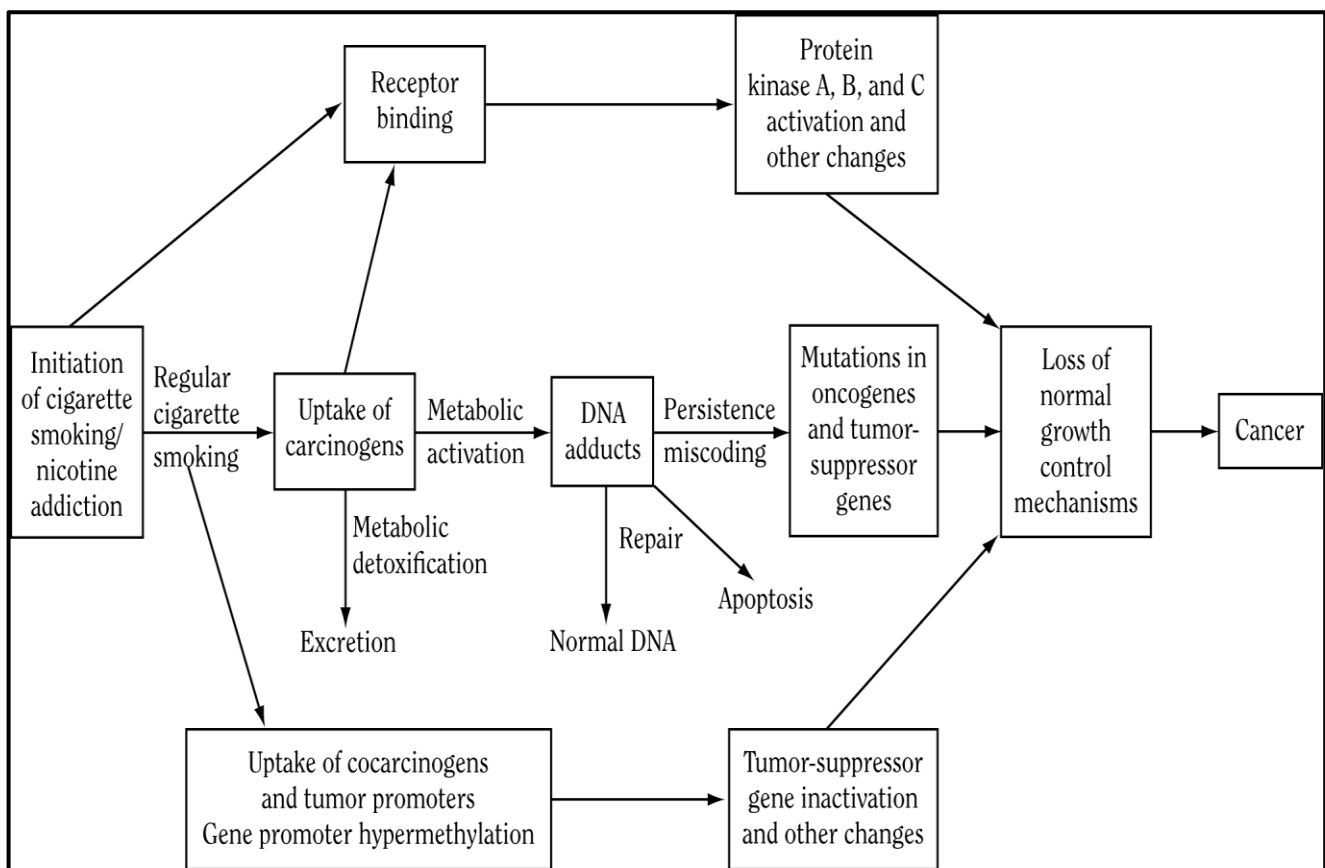 Receptor
binding
Protein
kinase A, B, and C
activation and
other changes
Initiation
of cigarette
smoking/
nicotine
addiction
Regular
cigarette
smoking
Uptake of
carcinogens
Metabolic
activation
DNA
adducts
Persistence
miscoding
Mutations in
oncogenes
and tumor-
suppressor
genes
Loss of
normal
growth
control
mechanisms
Cancer
Metabolic
detoxification
Excretion
Repair
Normal DNA
Apoptosis
Uptake of cocarcinogens
and tumor promoters
Gene promoter hypermethylation
Tumor-suppressor
gene inactivation
and other changes